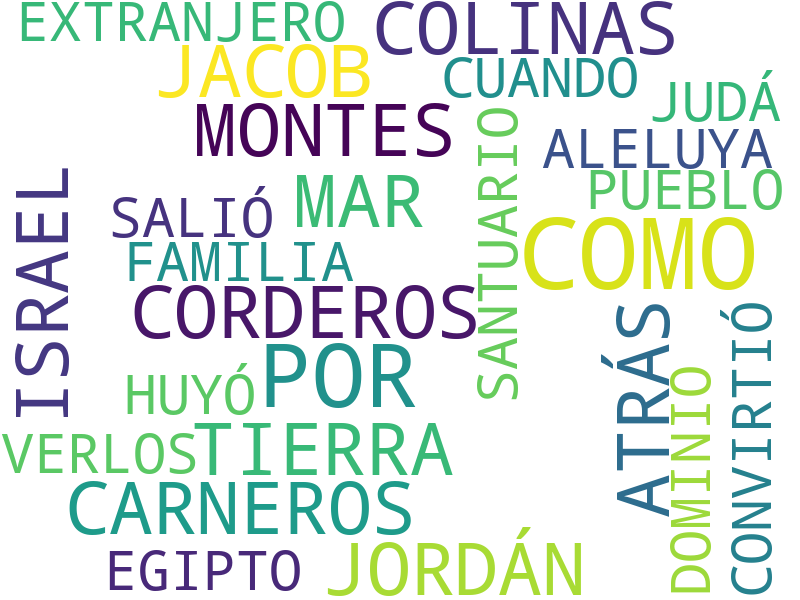 EXTRANJERO
COLINAS
JACOB
CUANDO
JUDÁ
MONTES
ALELUYA
SANTUARIO
PUEBLO
ISRAEL
SALIÓ
MAR
COMO
FAMILIA
CORDEROS
ATRÁS
CONVIRTIÓ
POR
HUYÓ
DOMINIO
VERLOS
TIERRA
CARNEROS
EGIPTO
JORDÁN